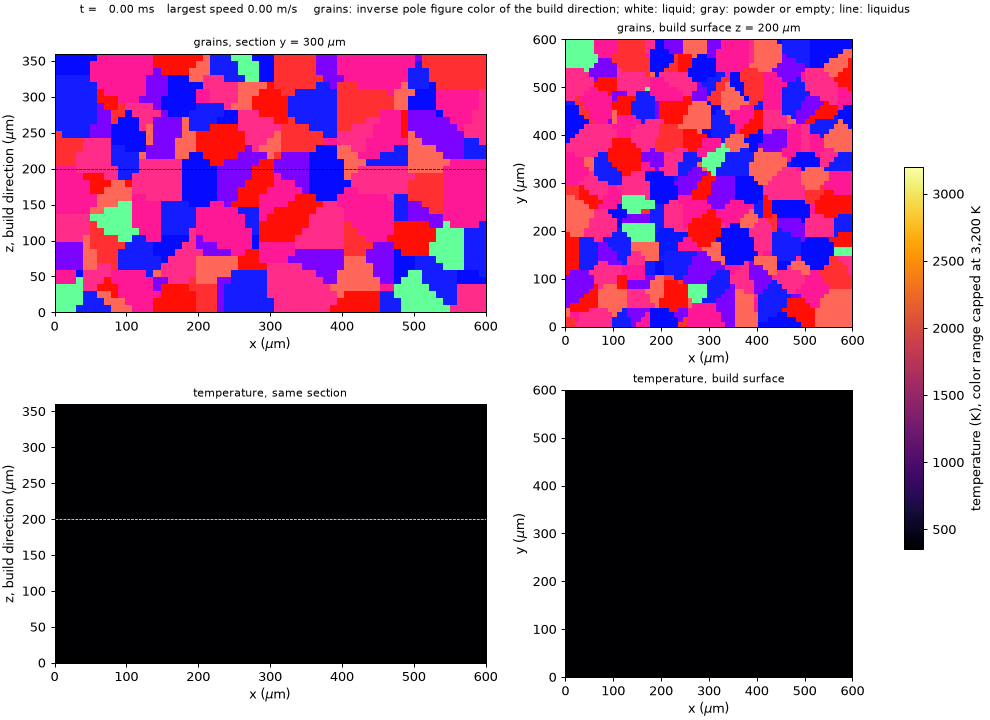 t =   0.00 ms   largest speed 0.00 m/s    grains: inverse pole figure color of the build direction; white: liquid; gray: powder or empty; line: liquidus
grains, section y = 300 μm
350
300
250
200
150
100
50
0
z, build direction (μm)
0 100 200 300 400 500 600
x (μm)
grains, build surface z = 200 μm
600
500
400
300
200
100
0
y (μm)
0 100 200 300 400 500 600
x (μm)
temperature, same section
350
300
250
200
150
100
50
0
z, build direction (μm)
0 100 200 300 400 500 600
x (μm)
temperature, build surface
600
500
400
300
200
100
0
y (μm)
0 100 200 300 400 500 600
x (μm)
3000
2500
2000
1500
1000
500
temperature (K), color range capped at 3,200 K